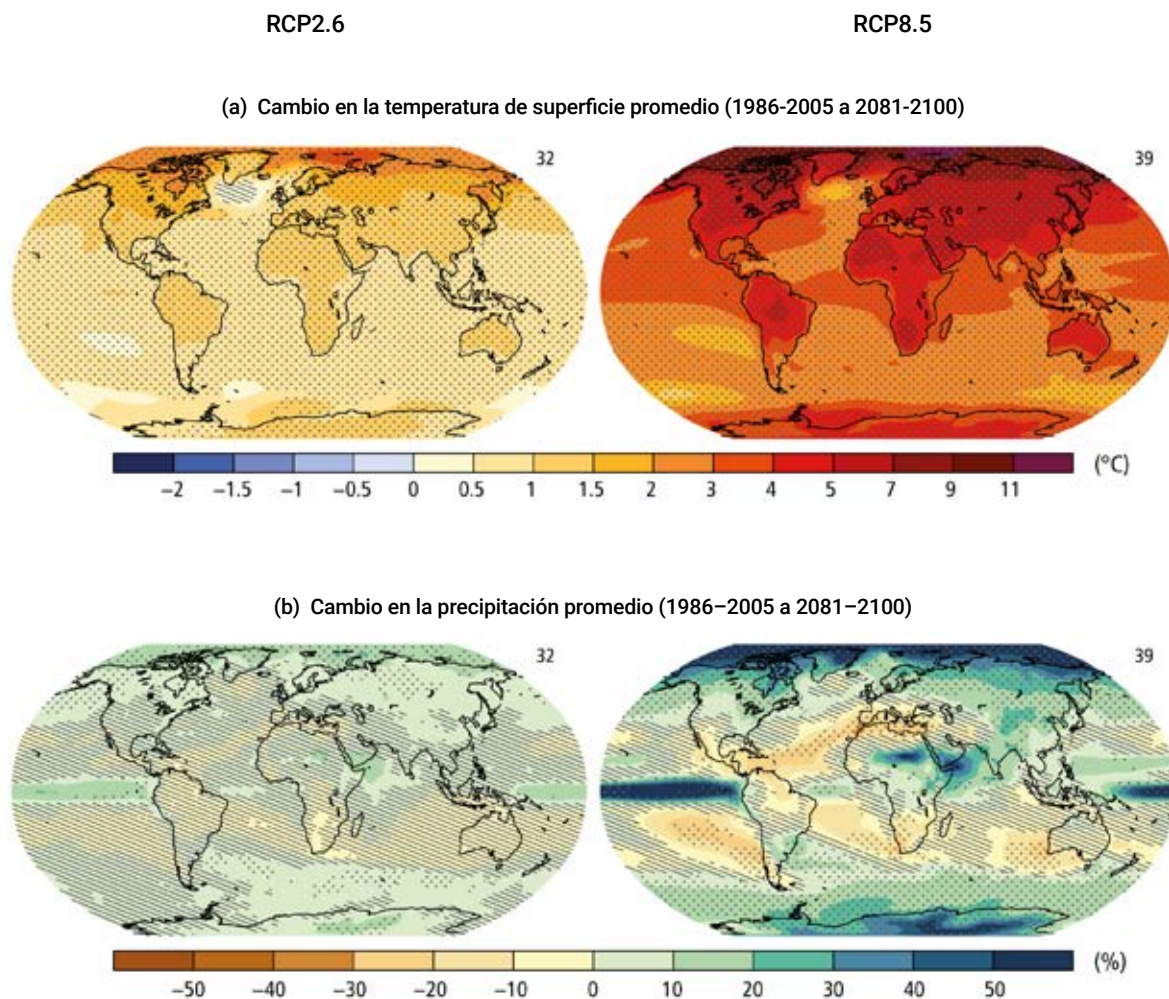 RCP2.6 RCP8.5
(a) Cambio en la temperatura de superficie promedio (1986-2005 a 2081-2100)
32 39
−2 −1.5 −1 −0.5 0 0.5 1 1.5 2 3 4 5 7 9 11 (°C)
(b) Cambio en la precipitación promedio (1986–2005 a 2081–2100)
32 39
−50 −40 −30 −20 −10 0 10 20 30 40 50 (%)